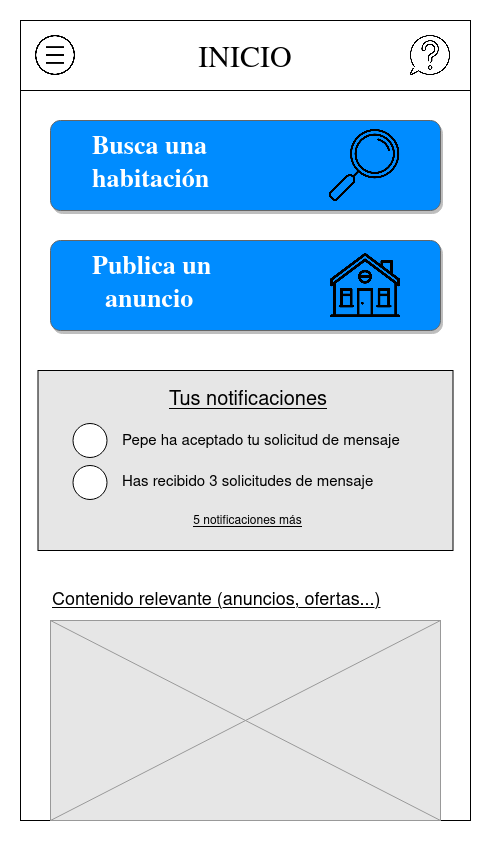 INICIO
Busca una
habitación
Publica un
anuncio
Tus notificaciones
Pepe ha aceptado tu solicitud de mensaje
Has recibido 3 solicitudes de mensaje
5 notificaciones más
Contenido relevante (anuncios, ofertas...)